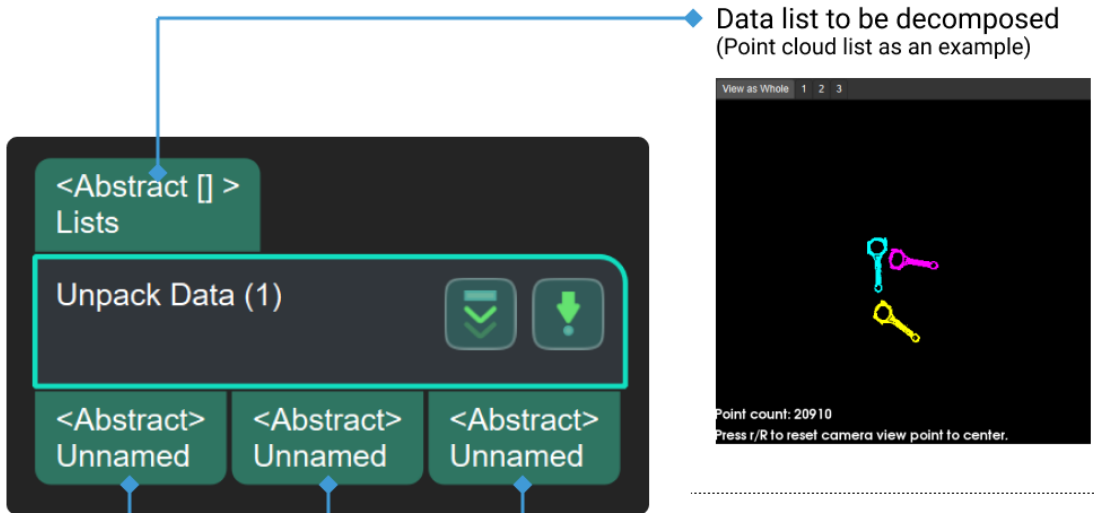 Data list to be decomposed
(Point cloud list as an example)
View as Whole 1 2 3
<Abstract [] >
Lists
Unpack Data (1)
<Abstract> <Abstract> <Abstract>
Unnamed Unnamed Unnamed
Point count: 20910
Press r/R to reset camera view point to center.